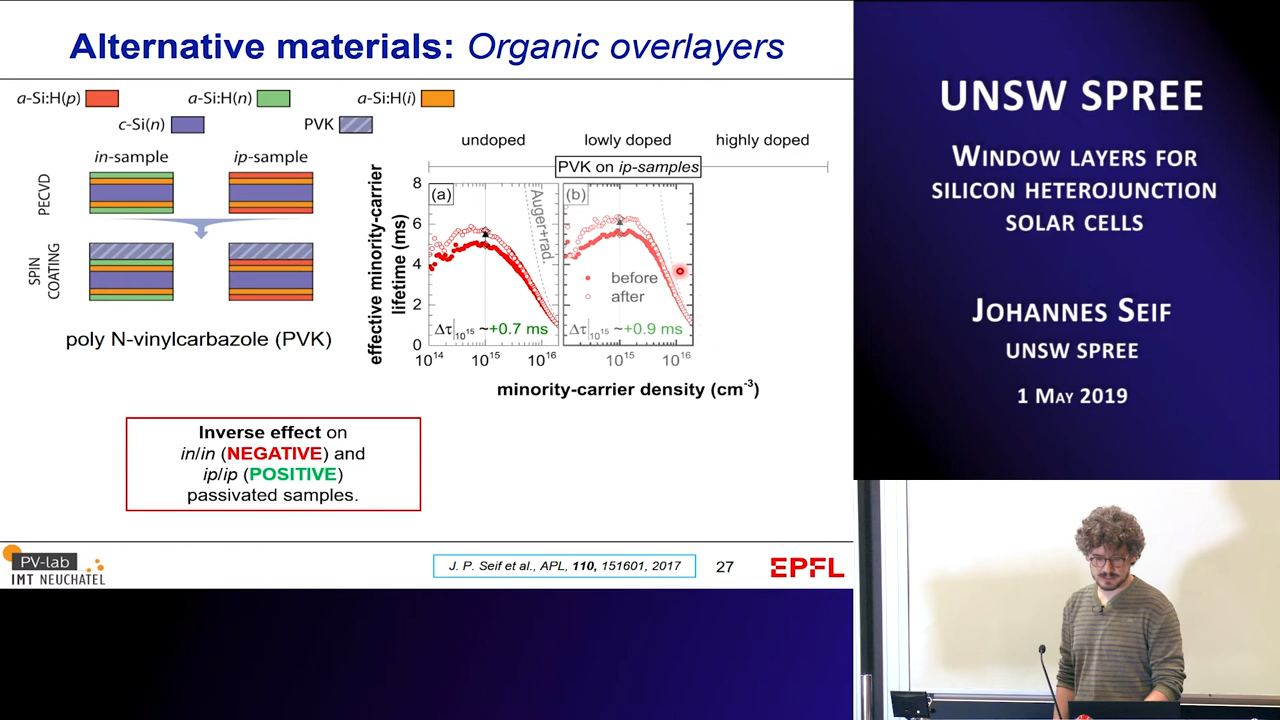 Alternative materials: Organic overlayers
a-Si:H(p)
a-Si:H(n)
a-Si:H(i)
c-Si(n)
PVK
in-sample
ip-sample
PECVD
SPIN
COATING
poly N-vinylcarbazole (PVK)
undoped
lowly doped
highly doped
PVK on ip-samples
effective minority-carrier
lifetime (ms)
8
6
4
2
0
(a)
Auger+rad.
(b)
before
after
Δτ|10¹⁵ ~+0.7 ms
Δτ|10¹⁵ ~+0.9 ms
10¹⁴
10¹⁵
10¹⁶
10¹⁵
10¹⁶
minority-carrier density (cm⁻³)
Inverse effect on
in/in (NEGATIVE) and
ip/ip (POSITIVE)
passivated samples.
PV-lab
IMT NEUCHATEL
J. P. Seif et al., APL, 110, 151601, 2017
27
EPFL
UNSW SPREE
WINDOW LAYERS FOR
SILICON HETEROJUNCTION
SOLAR CELLS
JOHANNES SEIF
UNSW SPREE
1 MAY 2019